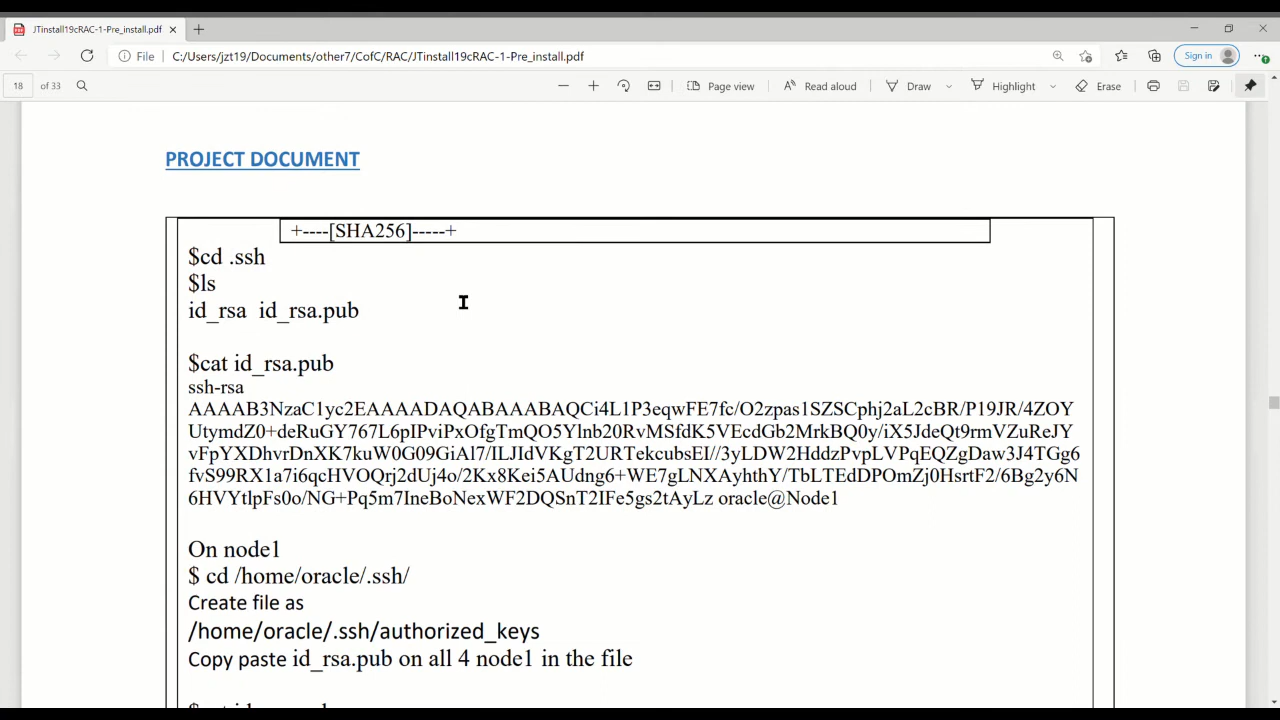 JTinstall19cRAC-1-Pre_install.pdf
File C:/Users/jzt19/Documents/other7/CofC/RAC/JTinstall19cRAC-1-Pre_install.pdf Sign in
18 of 33 Page view Read aloud Draw Highlight Erase
PROJECT DOCUMENT
+----[SHA256]-----+
$cd .ssh
$ls
id_rsa id_rsa.pub
$cat id_rsa.pub
ssh-rsa
AAAAB3NzaC1yc2EAAAADAQABAAABAQCi4L1P3eqwFE7fc/O2zpas1SZSCphj2aL2cBR/P19JR/4ZOY
UtymdZ0+deRuGY767L6pIPviPxOfgTmQO5Ylnb20RvMSfdK5VEcdGb2MrkBQ0y/iX5JdeQt9rmVZuReJY
vFpYXDhvrDnXK7kuW0G09GiAl7/ILJIdVKgT2URTekcubsEI//3yLDW2HddzPvpLVPqEQZgDaw3J4TGg6
fvS99RX1a7i6qcHVOQrj2dUj4o/2Kx8Kei5AUdng6+WE7gLNXAyhthY/TbLTEdDPOmZj0HsrtF2/6Bg2y6N
6HVYtlpFs0o/NG+Pq5m7IneBoNexWF2DQSnT2IFe5gs2tAyLz oracle@Node1
On node1
$ cd /home/oracle/.ssh/
Create file as
/home/oracle/.ssh/authorized_keys
Copy paste id_rsa.pub on all 4 node1 in the file